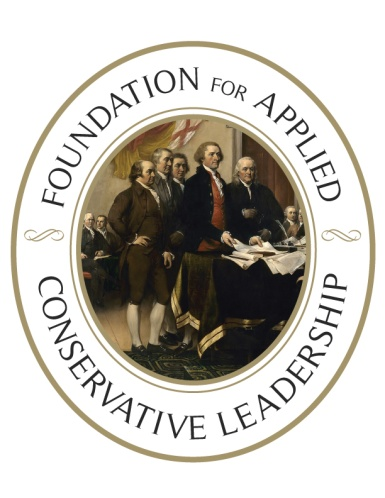 FOUNDATION FOR APPLIED
CONSERVATIVE LEADERSHIP